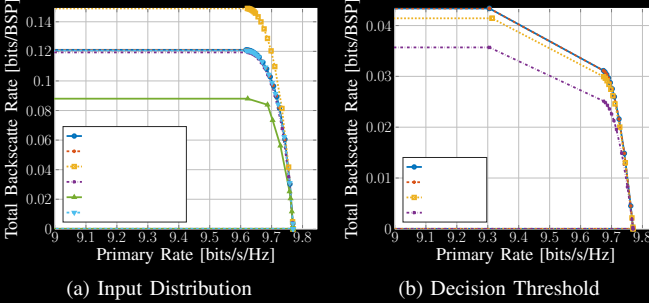 Total Backscatte Rate [bits/BSP]
0.14
0.12
0.1
0.08
0.06
0.04
0.02
0
9 9.1 9.2 9.3 9.4 9.5 9.6 9.7 9.8
Primary Rate [bits/s/Hz]
(a) Input Distribution
Total Backscatte Rate [bits/BSP]
0.04
0.03
0.02
0.01
0
9 9.1 9.2 9.3 9.4 9.5 9.6 9.7 9.8
Primary Rate [bits/s/Hz]
(b) Decision Threshold